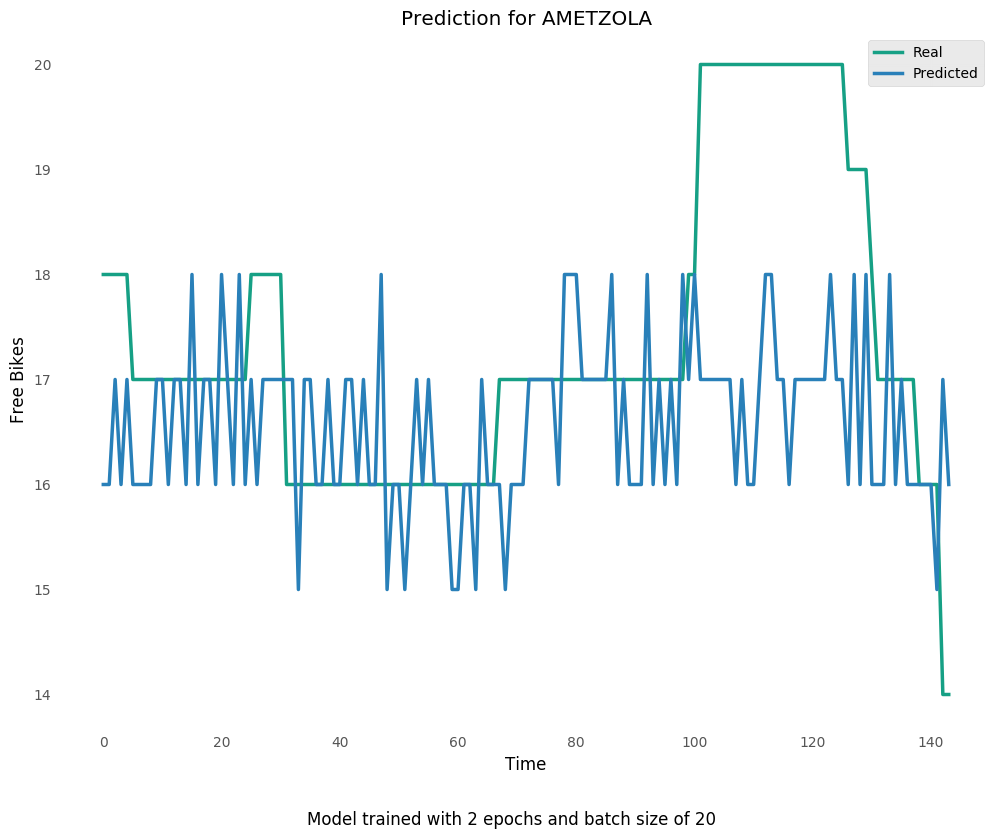 Prediction for AMETZOLA
Real
Predicted
Free Bikes
20
19
18
17
16
15
14
0 20 40 60 80 100 120 140
Time
Model trained with 2 epochs and batch size of 20